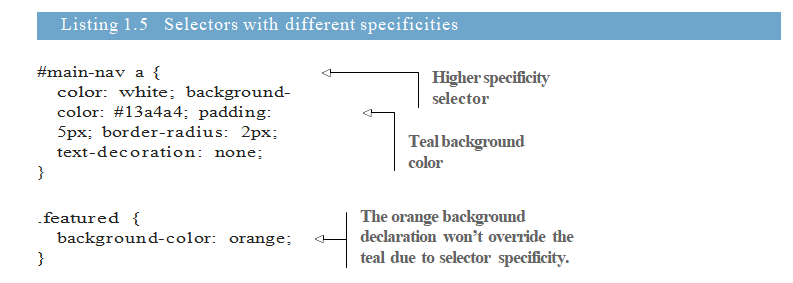 Listing 1.5 Selectors with different specificities
#main-nav a {
color: white; background-
color: #13a4a4; padding:
5px; border-radius: 2px;
text-decoration: none;
}
Higher specificity
selector
Teal background
color
.featured {
background-color: orange;
}
The orange background
declaration won’t override the
teal due to selector specificity.